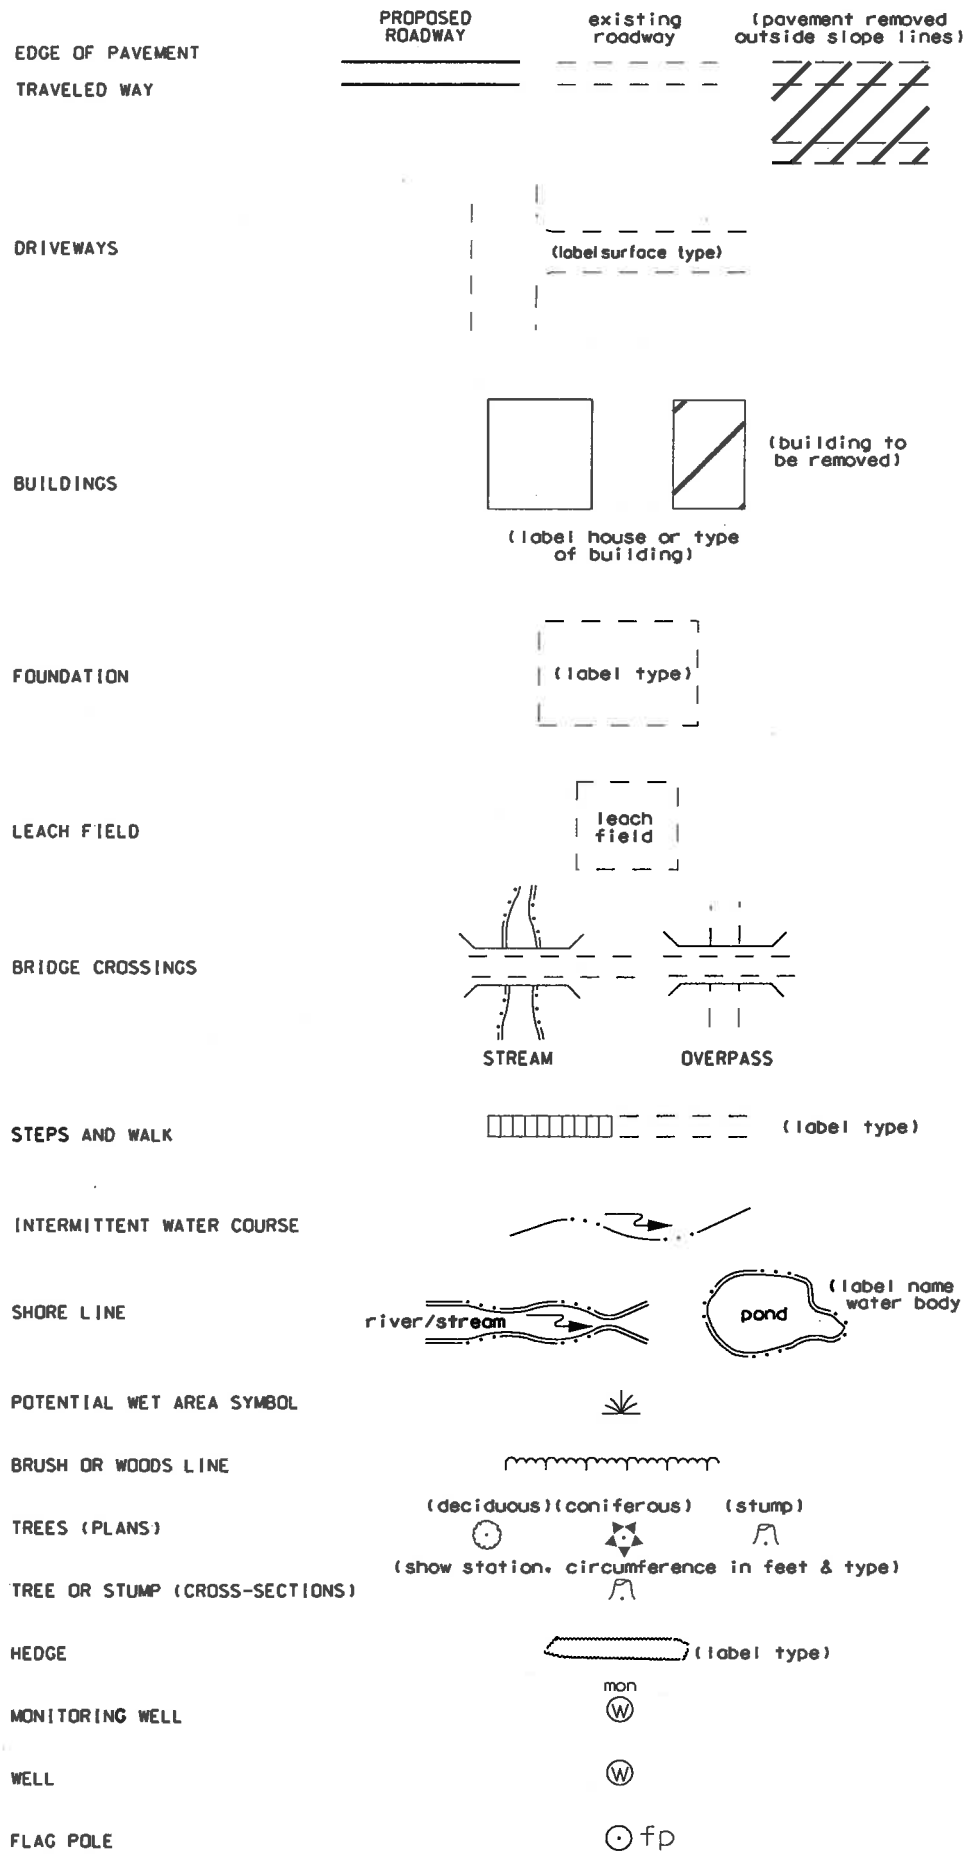 PROPOSED
ROADWAY
existing
roadway
(pavement removed
outside slope lines)
EDGE OF PAVEMENT
TRAVELED WAY
DRIVEWAYS
(label surface type)
BUILDINGS
(building to
be removed)
(label house or type
of building)
FOUNDATION
(label type)
LEACH FIELD
leach
field
BRIDGE CROSSINGS
STREAM
OVERPASS
STEPS AND WALK
(label type)
INTERMITTENT WATER COURSE
SHORE LINE
river/stream
pond
(label name
water body
POTENTIAL WET AREA SYMBOL
BRUSH OR WOODS LINE
(deciduous) (coniferous) (stump)
TREES (PLANS)
(show station, circumference in feet & type)
TREE OR STUMP (CROSS-SECTIONS)
HEDGE
(label type)
mon
MONITORING WELL
W
WELL
W
FLAG POLE
fp